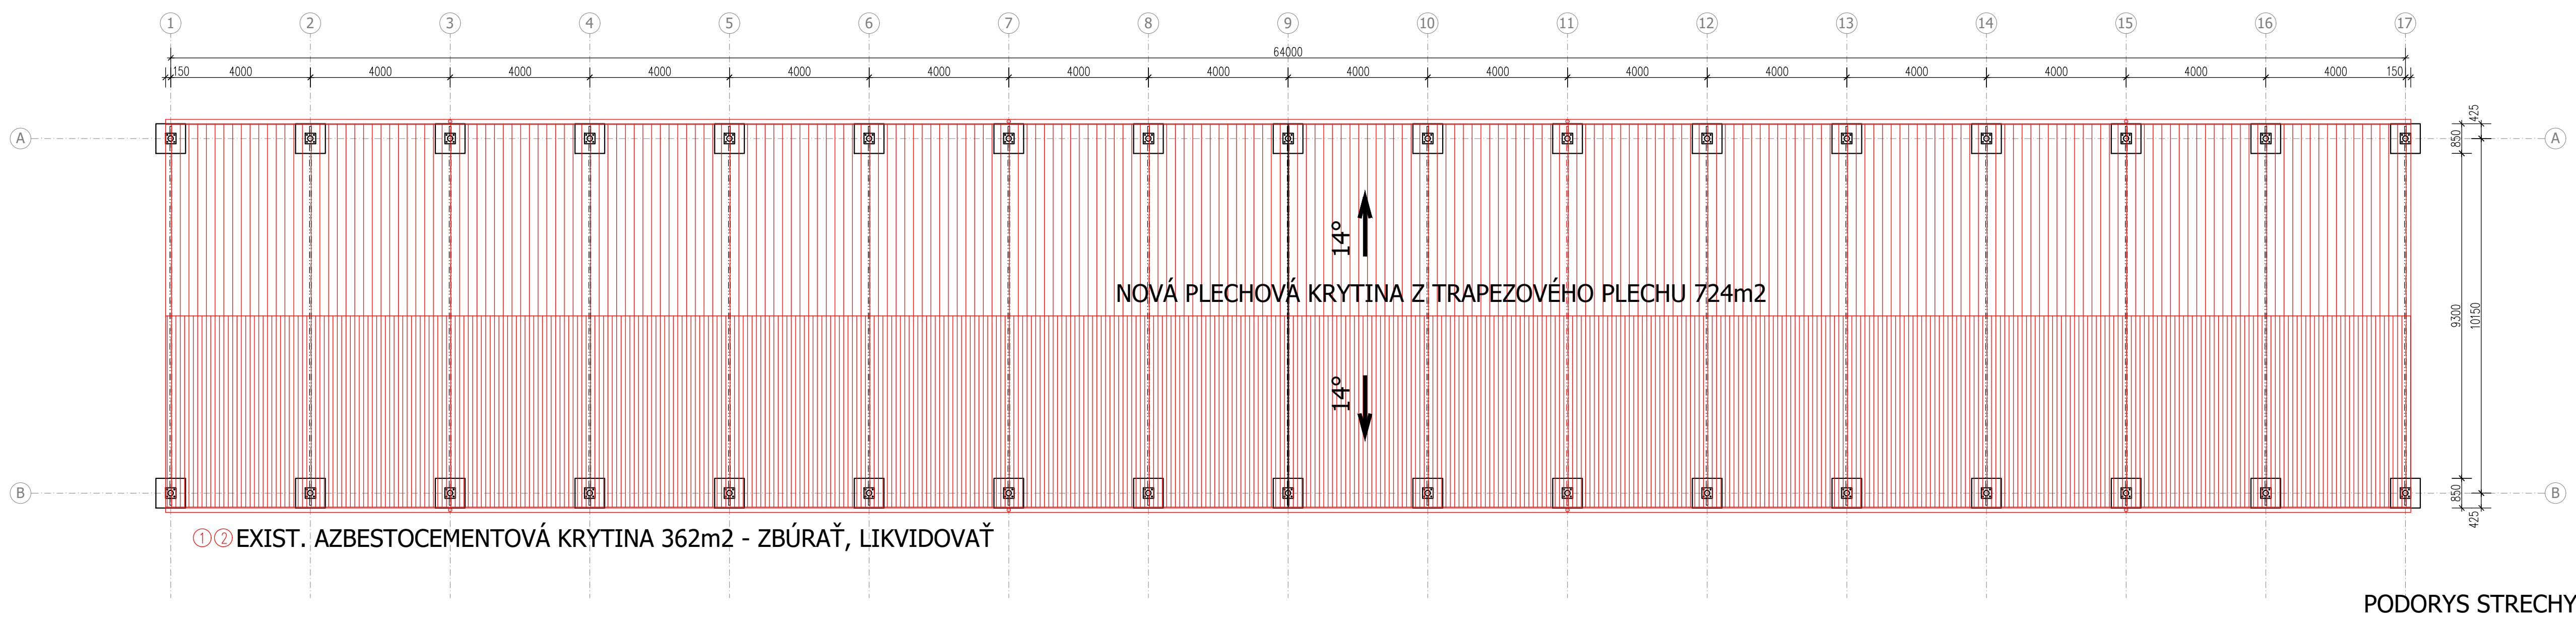 1 2 3 4 5 6 7 8 9 10 11 12 13 14 15 16 17
64000
150 4000 4000 4000 4000 4000 4000 4000 4000 4000 4000 4000 4000 4000 4000 4000 4000 150
425
A 850 A
14°
NOVÁ PLECHOVÁ KRYTINA Z TRAPEZOVÉHO PLECHU 724m2
9300 10150
14°
B 850 B
425
①②EXIST. AZBESTOCEMENTOVÁ KRYTINA 362m2 - ZBÚRAŤ, LIKVIDOVAŤ
PODORYS STRECHY